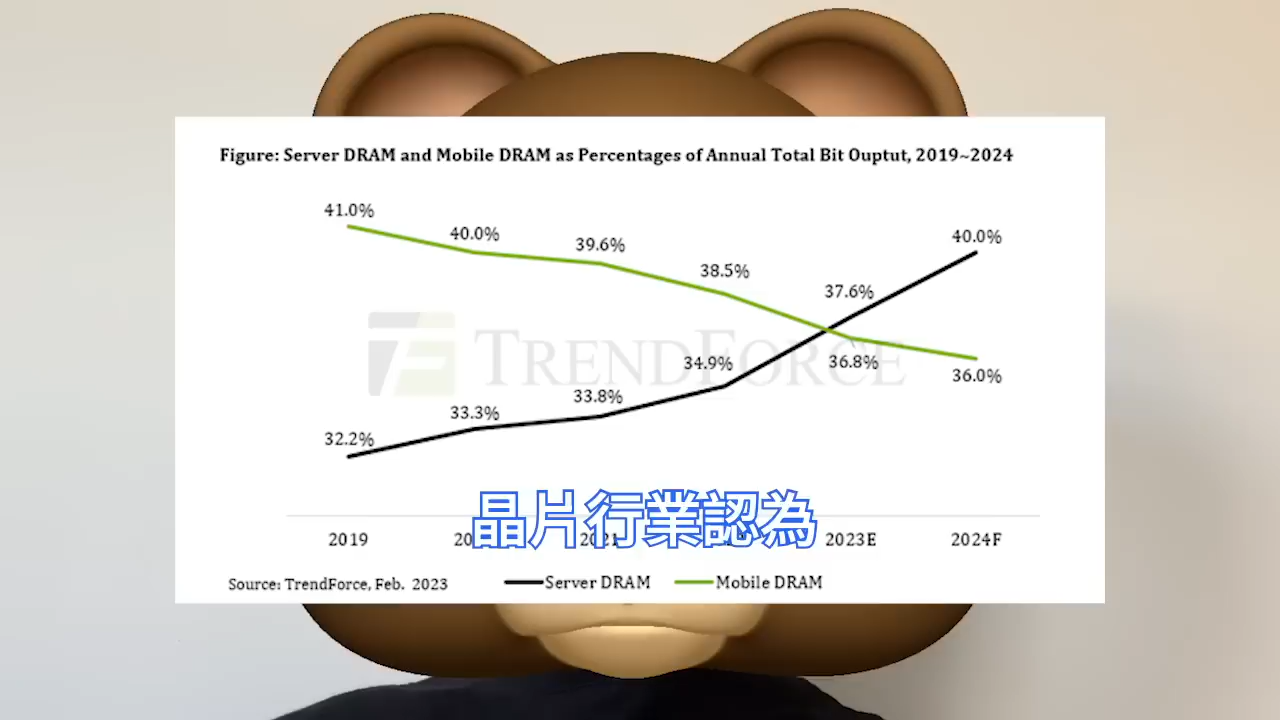 Figure: Server DRAM and Mobile DRAM as Percentages of Annual Total Bit Ouptut, 2019~2024
41.0%
40.0%
39.6%
38.5%
37.6%
40.0%
TRENDFORCE
32.2%
33.3%
33.8%
34.9%
36.8%
36.0%
晶片行業認為
2019
2021
2023E
2024F
Source: TrendForce, Feb. 2023
Server DRAM
Mobile DRAM